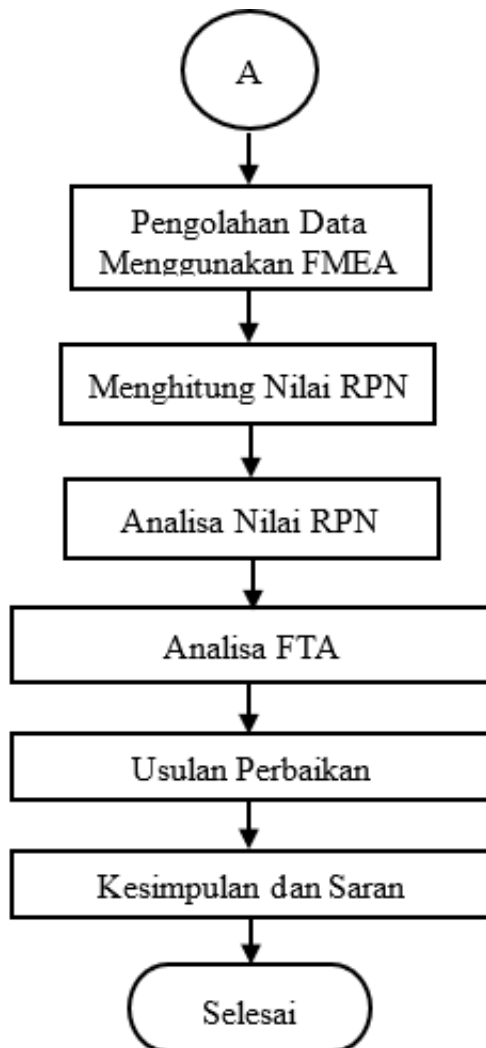 A
Pengolahan Data
Menggunakan FMEA
Menghitung Nilai RPN
Analisa Nilai RPN
Analisa FTA
Usulan Perbaikan
Kesimpulan dan Saran
Selesai